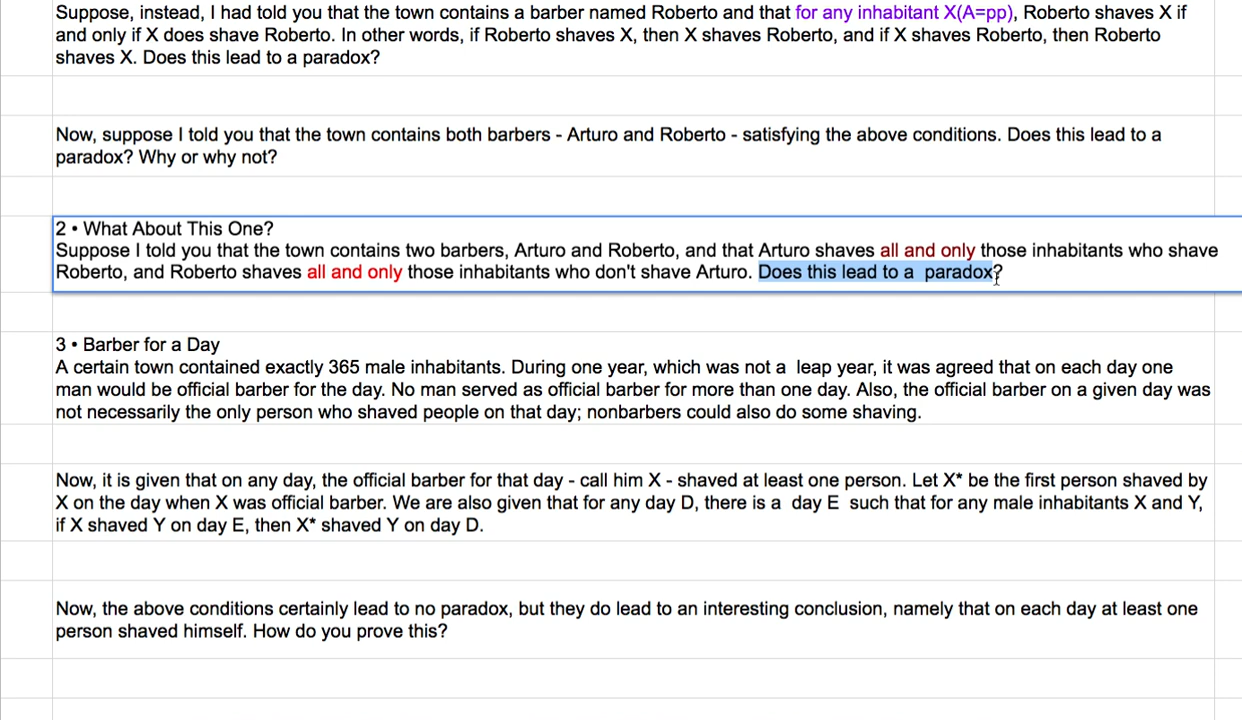 Suppose, instead, I had told you that the town contains a barber named Roberto and that for any inhabitant X(A=pp), Roberto shaves X if
and only if X does shave Roberto. In other words, if Roberto shaves X, then X shaves Roberto, and if X shaves Roberto, then Roberto
shaves X. Does this lead to a paradox?
Now, suppose I told you that the town contains both barbers - Arturo and Roberto - satisfying the above conditions. Does this lead to a
paradox? Why or why not?
2 • What About This One?
Suppose I told you that the town contains two barbers, Arturo and Roberto, and that Arturo shaves all and only those inhabitants who shave
Roberto, and Roberto shaves all and only those inhabitants who don't shave Arturo. Does this lead to a  paradox?
3 • Barber for a Day
A certain town contained exactly 365 male inhabitants. During one year, which was not a  leap year, it was agreed that on each day one
man would be official barber for the day. No man served as official barber for more than one day. Also, the official barber on a given day was
not necessarily the only person who shaved people on that day; nonbarbers could also do some shaving.
Now, it is given that on any day, the official barber for that day - call him X - shaved at least one person. Let X* be the first person shaved by
X on the day when X was official barber. We are also given that for any day D, there is a  day E  such that for any male inhabitants X and Y,
if X shaved Y on day E, then X* shaved Y on day D.
Now, the above conditions certainly lead to no paradox, but they do lead to an interesting conclusion, namely that on each day at least one
person shaved himself. How do you prove this?